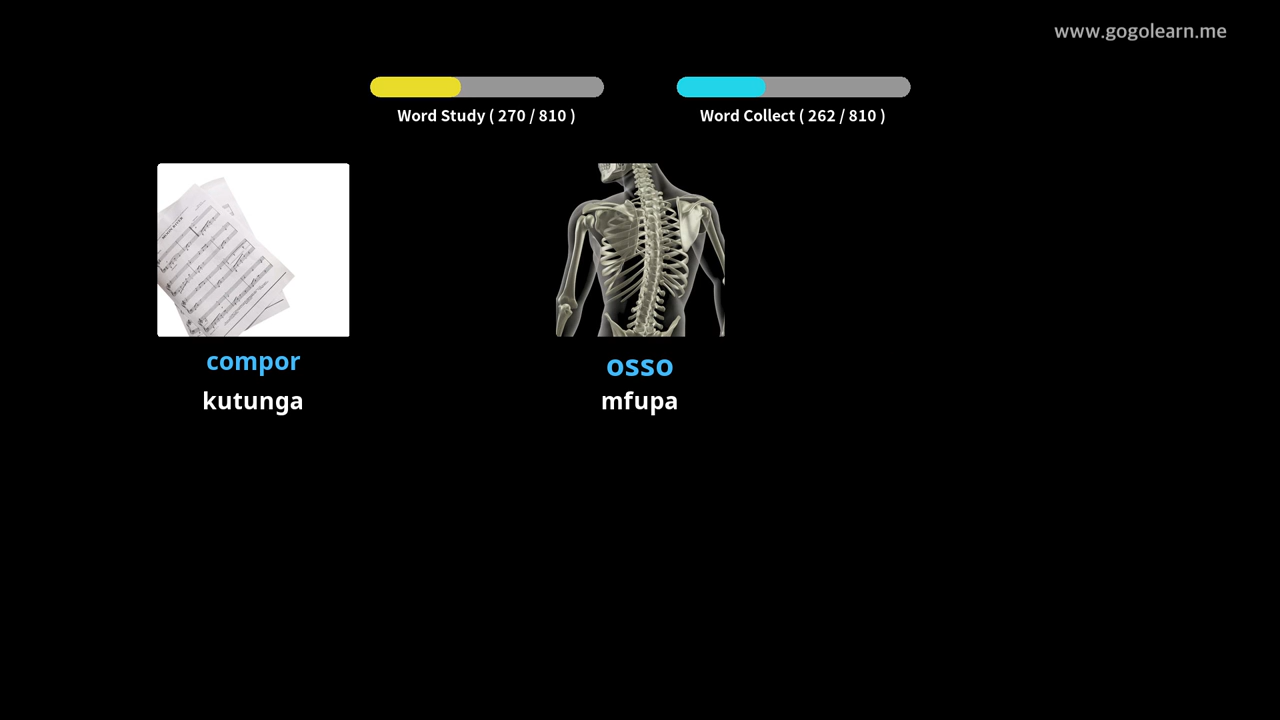 www.gogolearn.me
Word Study ( 270 / 810 )
Word Collect ( 262 / 810 )
compor
kutunga
osso
mfupa